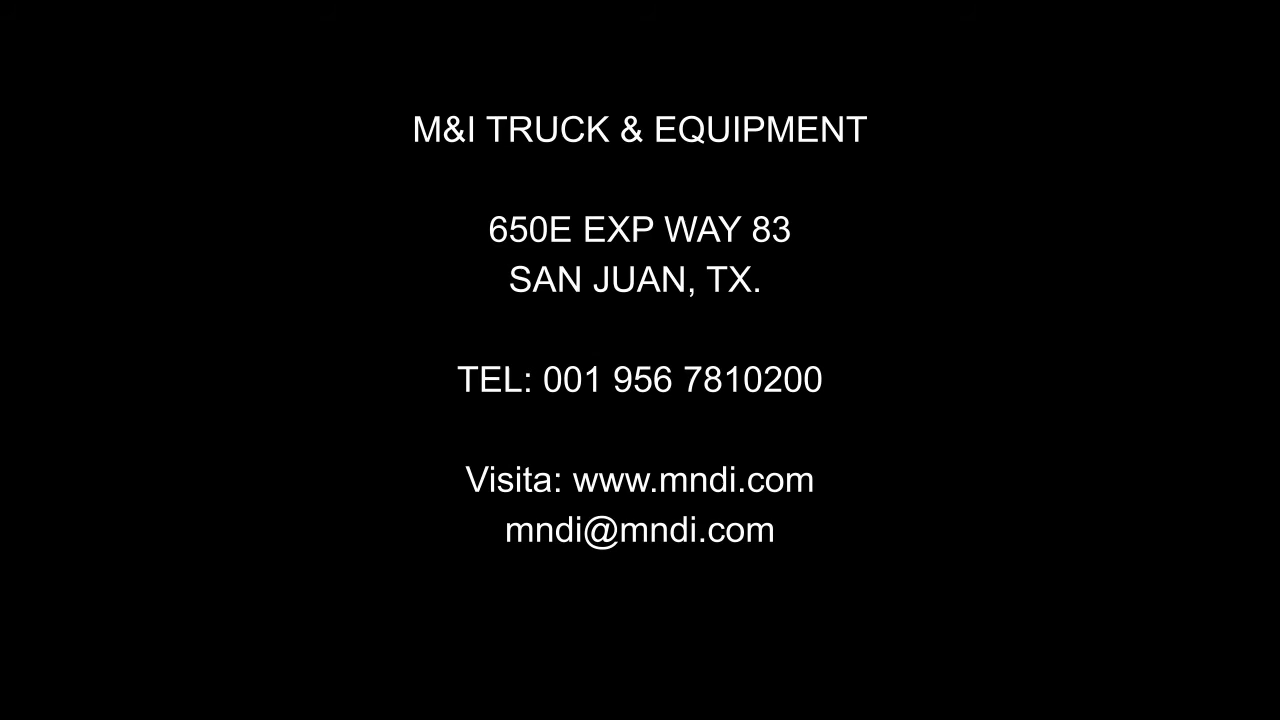 M&I TRUCK & EQUIPMENT
650E EXP WAY 83
SAN JUAN, TX.
TEL: 001 956 7810200
Visita: www.mndi.com
mndi@mndi.com